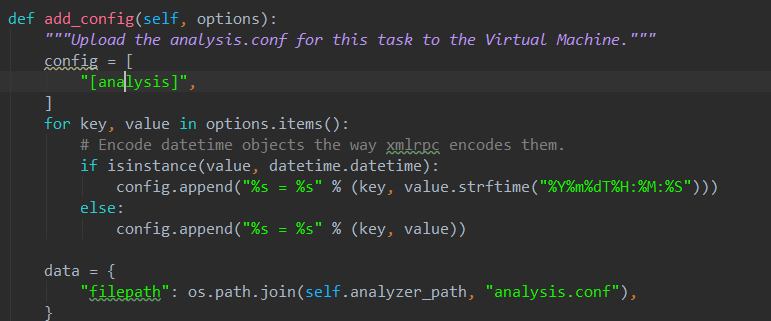 def add_config(self, options):
    """Upload the analysis.conf for this task to the Virtual Machine."""
    config = [
        "[analysis]",
    ]
    for key, value in options.items():
        # Encode datetime objects the way xmlrpc encodes them.
        if isinstance(value, datetime.datetime):
            config.append("%s = %s" % (key, value.strftime("%Y%m%dT%H:%M:%S")))
        else:
            config.append("%s = %s" % (key, value))

    data = {
        "filepath": os.path.join(self.analyzer_path, "analysis.conf"),
    }